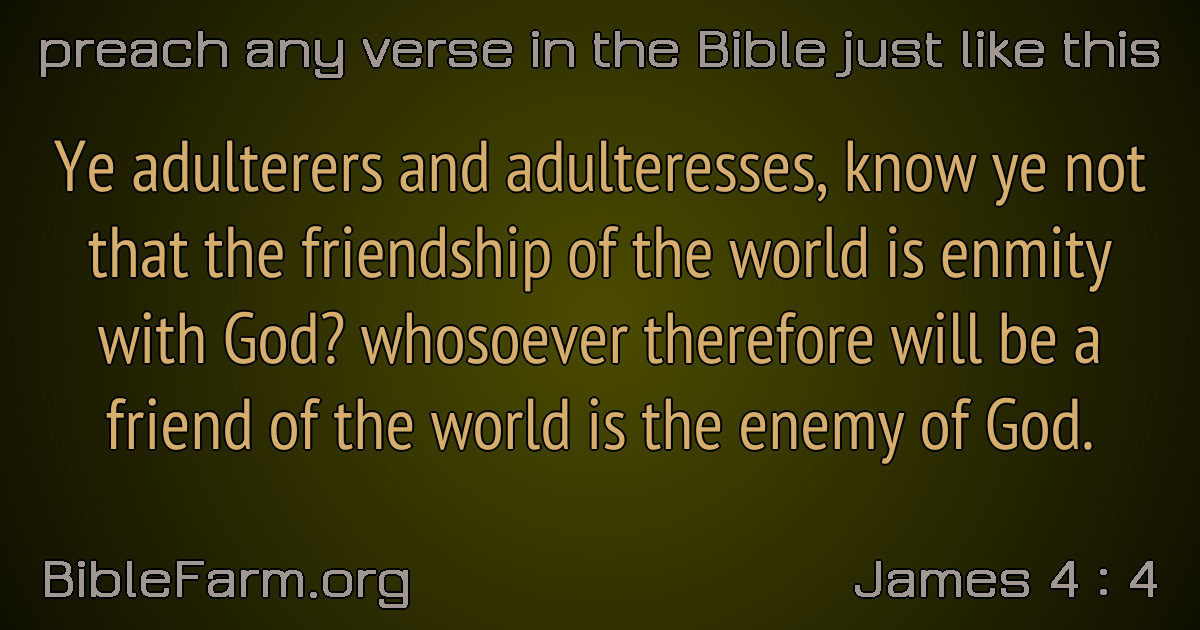 preach any verse in the Bible just like this
Ye adulterers and adulteresses, know ye not
that the friendship of the world is enmity
with God? whosoever therefore will be a
friend of the world is the enemy of God.
BibleFarm.org
James 4 : 4